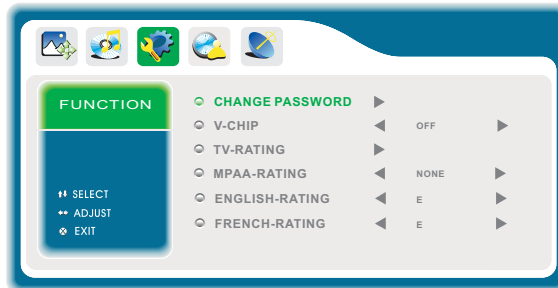 FUNCTION
CHANGE PASSWORD
V-CHIP OFF
TV-RATING
MPAA-RATING NONE
ENGLISH-RATING E
FRENCH-RATING E
SELECT
ADJUST
EXIT